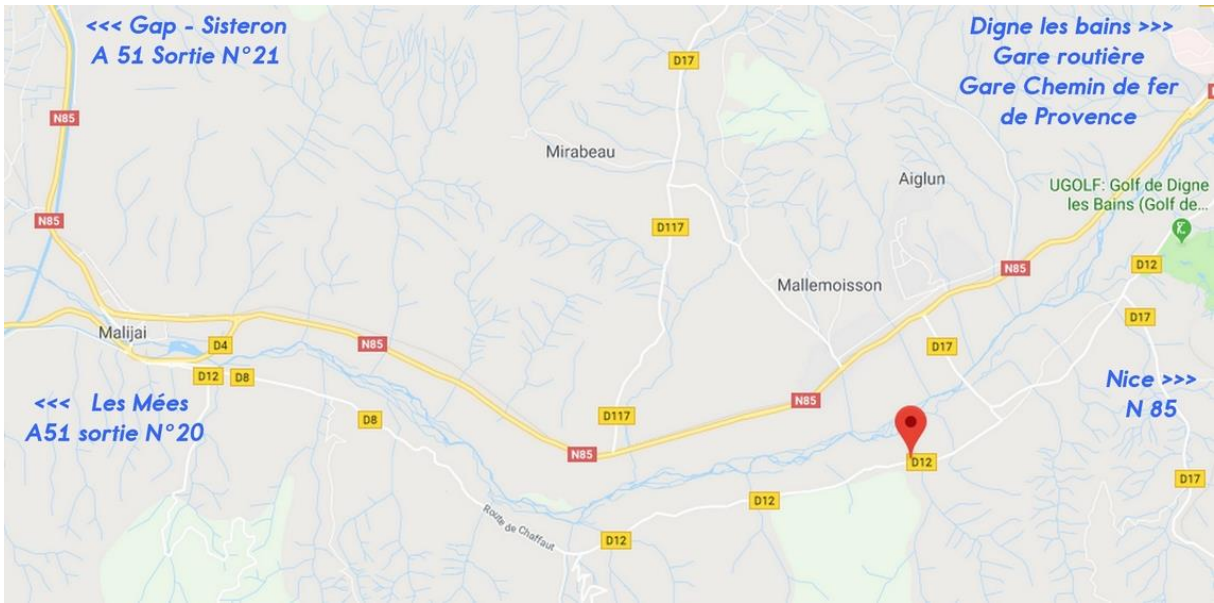 <<< Gap - Sisteron
A 51 Sortie N°21
Digne les bains >>>
Gare routière
Gare Chemin de fer
de Provence
D17
N85
Mirabeau
Aiglun
UGOLF: Golf de Digne
les Bains (Golf de...
N85
D117
D12
N85
Mallemoisson
D17
Malijai
D4
N85
D17
D12
D8
Nice >>>
N 85
<<< Les Mées
A51 sortie N°20
D8
D117
N85
N85
D12
D17
D12
Route de Chaffaut
D12